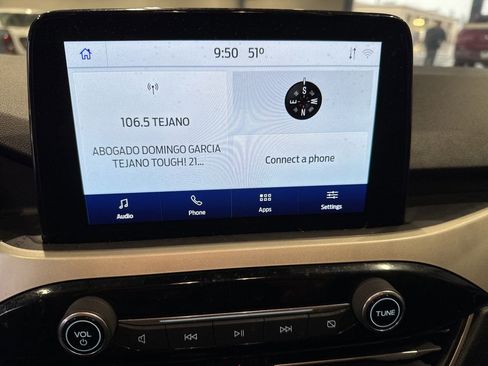 9:50 51°
106.5 TEJANO
ABOGADO DOMINGO GARCIA
TEJANO TOUGH! 21...
S
E W
N
Connect a phone
Audio
Phone
Apps
Settings
VOL
TUNE